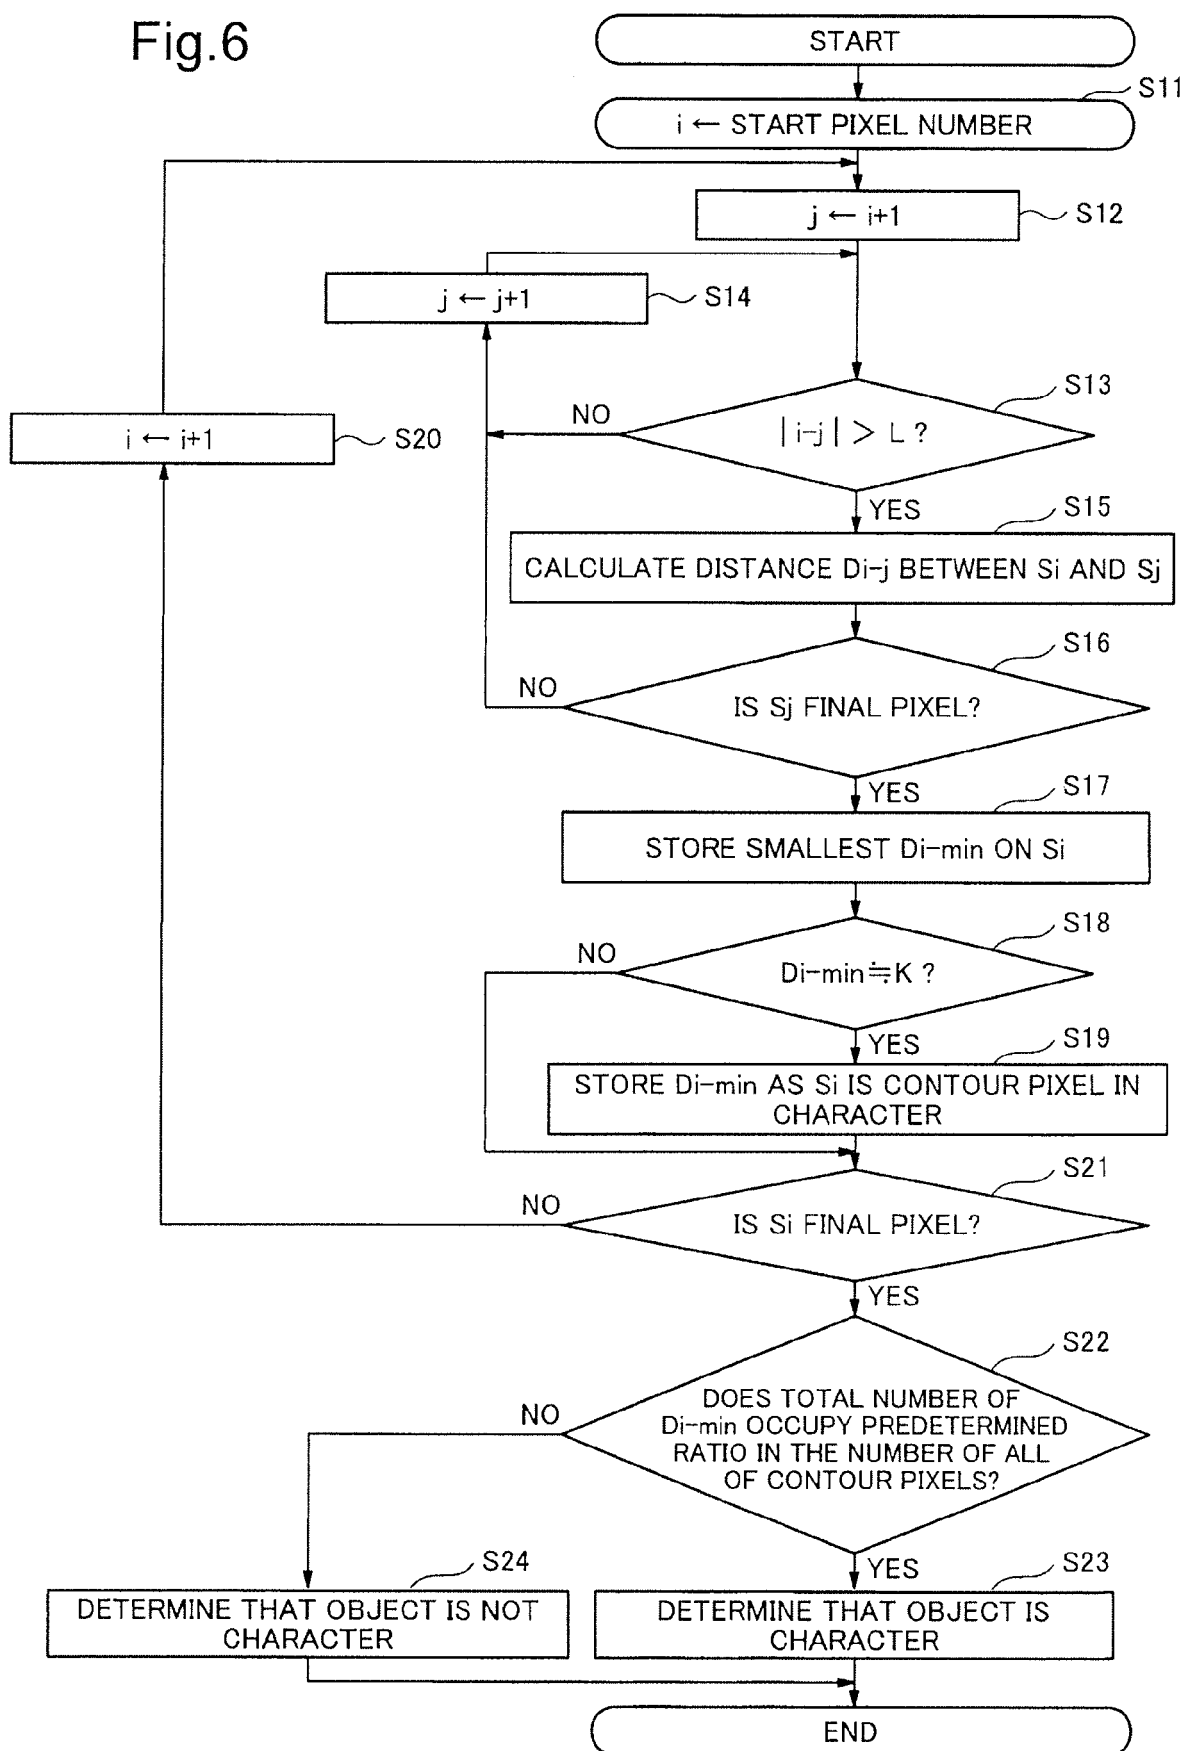 Fig.6
START
S11
i ← START PIXEL NUMBER
j ← i+1
S12
j ← j+1
S14
S13
NO
| i-j | > L ?
i ← i+1
S20
YES
S15
CALCULATE DISTANCE Di-j BETWEEN Si AND Sj
S16
NO
IS Sj FINAL PIXEL?
YES
S17
STORE SMALLEST Di-min ON Si
S18
NO
Di-min≒K ?
YES
S19
STORE Di-min AS Si IS CONTOUR PIXEL IN
CHARACTER
S21
NO
IS Si FINAL PIXEL?
YES
S22
DOES TOTAL NUMBER OF
NO
Di-min OCCUPY PREDETERMINED
RATIO IN THE NUMBER OF ALL
OF CONTOUR PIXELS?
YES
S24
S23
DETERMINE THAT OBJECT IS NOT
CHARACTER
DETERMINE THAT OBJECT IS
CHARACTER
END